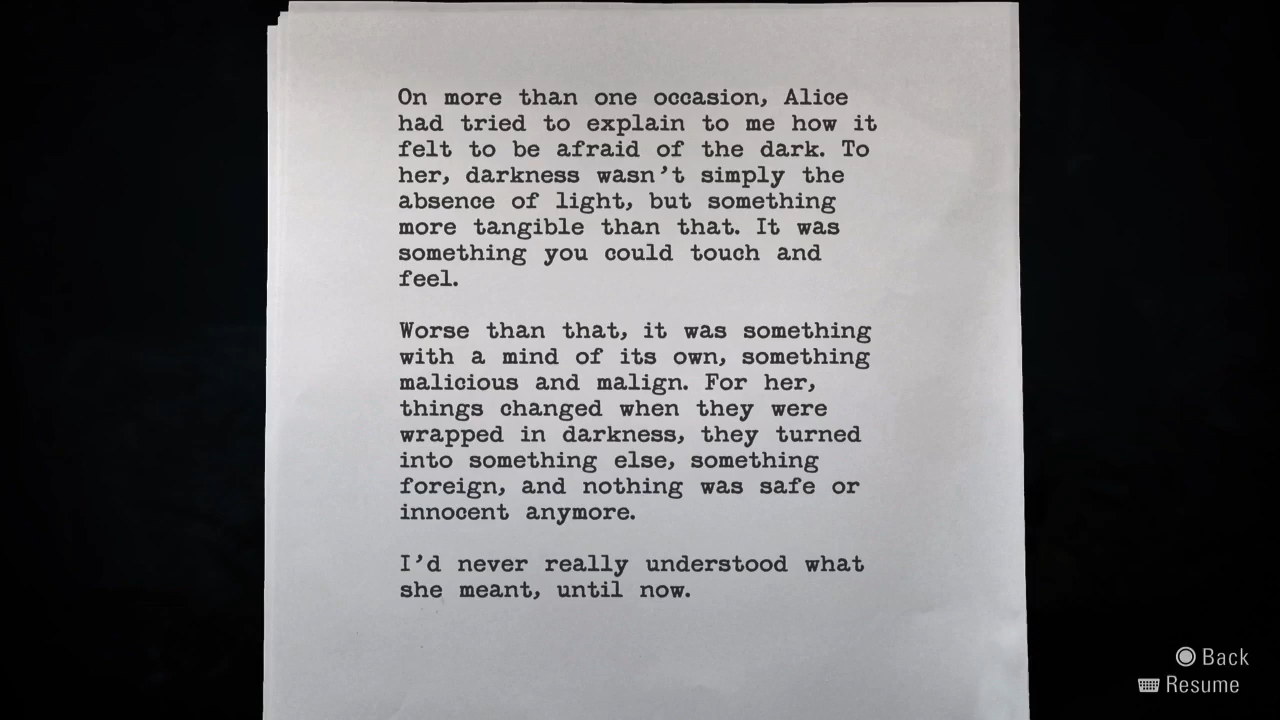 On more than one occasion, Alice
had tried to explain to me how it
felt to be afraid of the dark. To
her, darkness wasn't simply the
absence of light, but something
more tangible than that. It was
something you could touch and
feel.
Worse than that, it was something
with a mind of its own, something
malicious and malign. For her,
things changed when they were
wrapped in darkness, they turned
into something else, something
foreign, and nothing was safe or
innocent anymore.
I'd never really understood what
she meant, until now.
Back
Resume